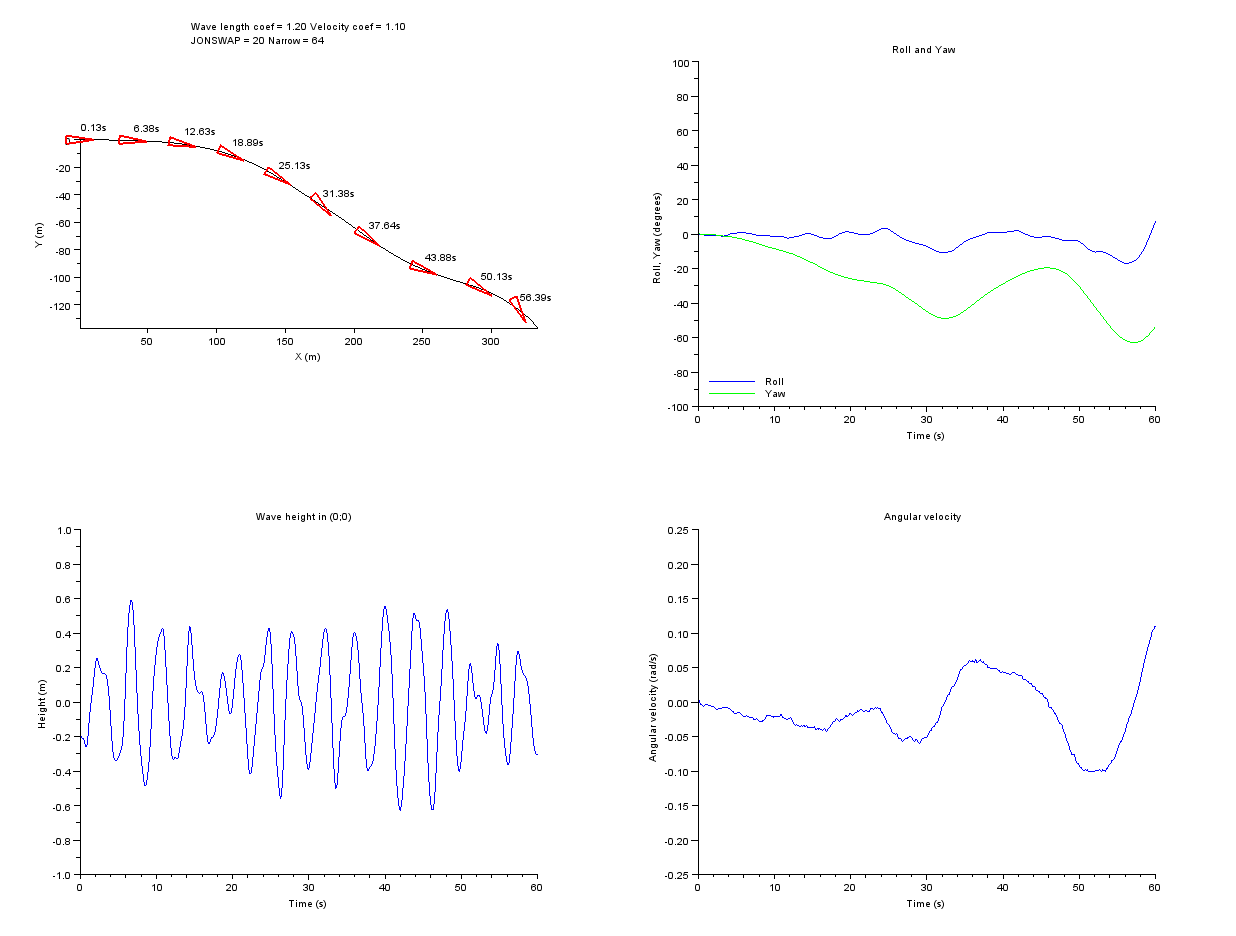 Wave length coef = 1.20 Velocity coef = 1.10
JONSWAP = 20 Narrow = 64
0.13s
6.38s
12.63s
18.89s
25.13s
31.38s
37.64s
43.88s
50.13s
56.39s
0
-20
-40
-60
-80
-100
-120
Y (m)
50
100
150
200
250
300
X (m)
Roll and Yaw
100
80
60
40
20
0
-20
-40
-60
-80
-100
Roll, Yaw (degrees)
Roll
Yaw
0
10
20
30
40
50
60
Time (s)
Wave height in (0;0)
1.0
0.8
0.6
0.4
0.2
0.0
-0.2
-0.4
-0.6
-0.8
-1.0
Height (m)
0
10
20
30
40
50
60
Time (s)
Angular velocity
0.25
0.20
0.15
0.10
0.05
0.00
-0.05
-0.10
-0.15
-0.20
-0.25
Angular velocity (rad/s)
0
10
20
30
40
50
60
Time (s)